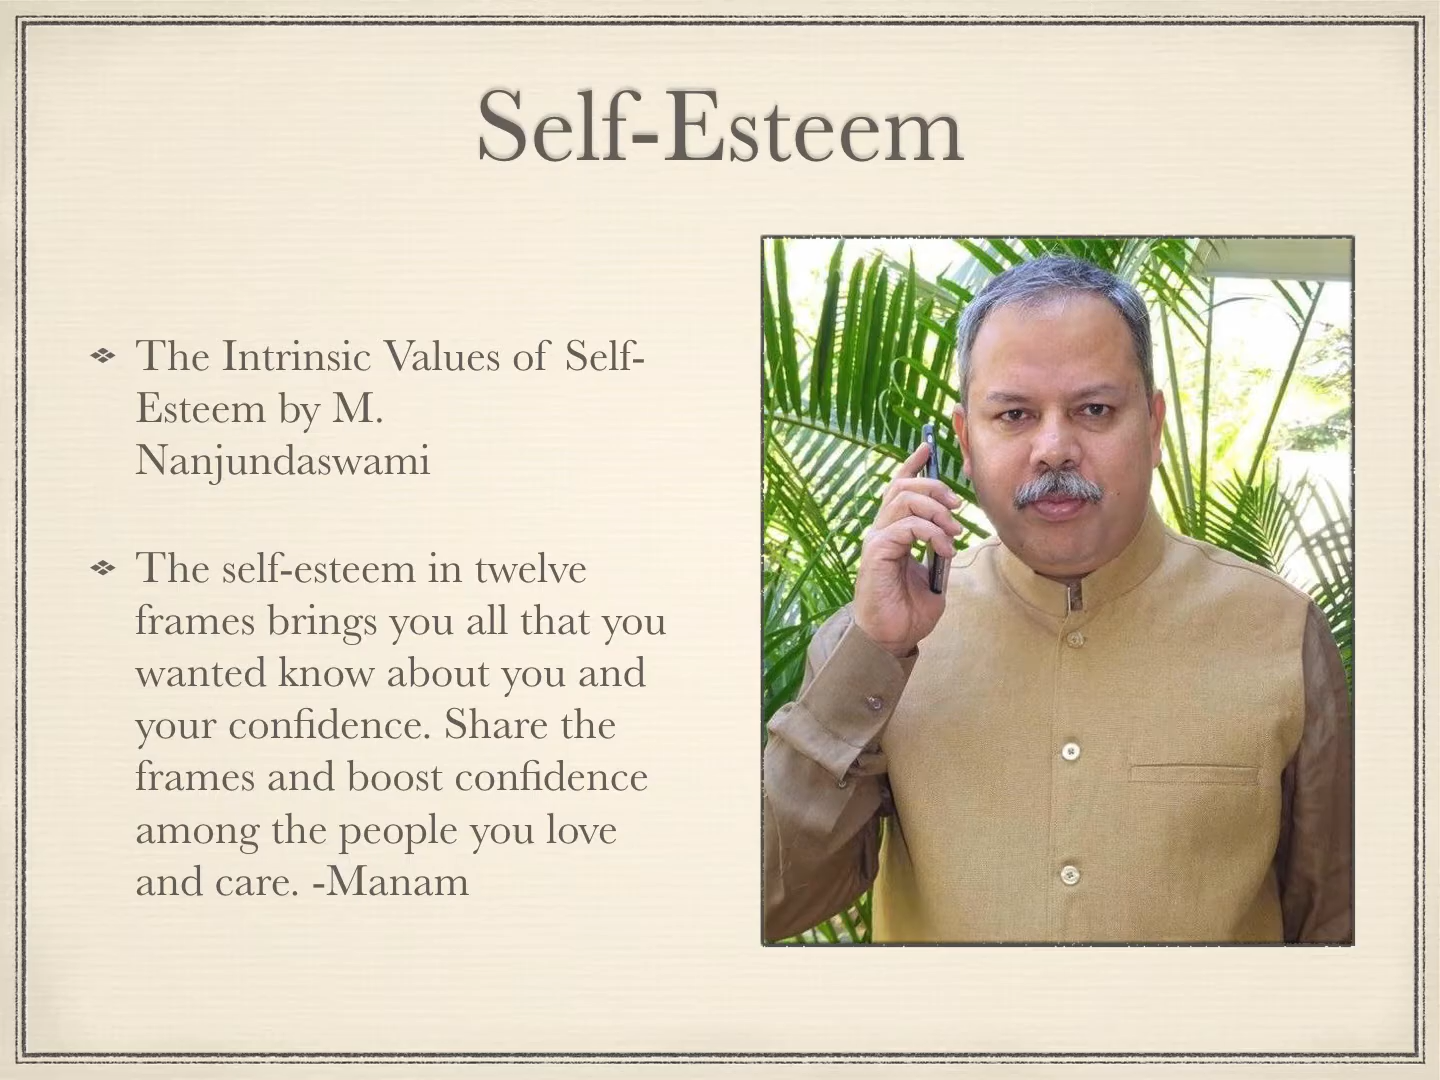 Self-Esteem
The Intrinsic Values of Self-
Esteem by M.
Nanjundaswami
The self-esteem in twelve
frames brings you all that you
wanted know about you and
your confidence. Share the
frames and boost confidence
among the people you love
and care. -Manam